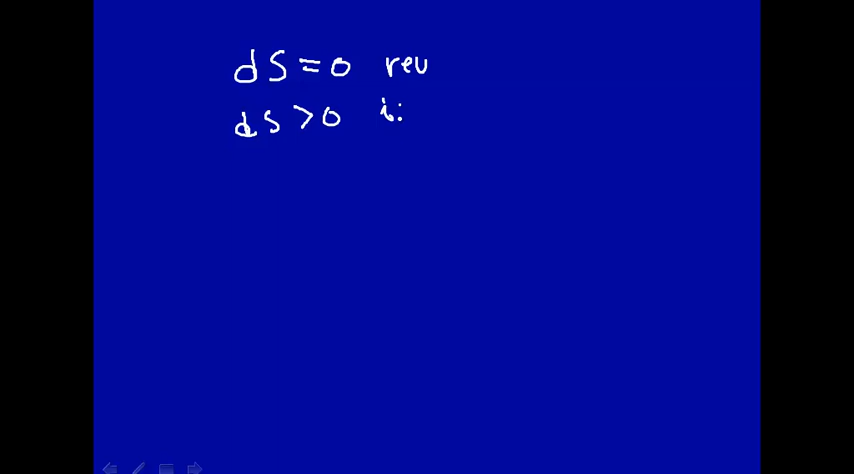 dS = 0 rev
dS > 0